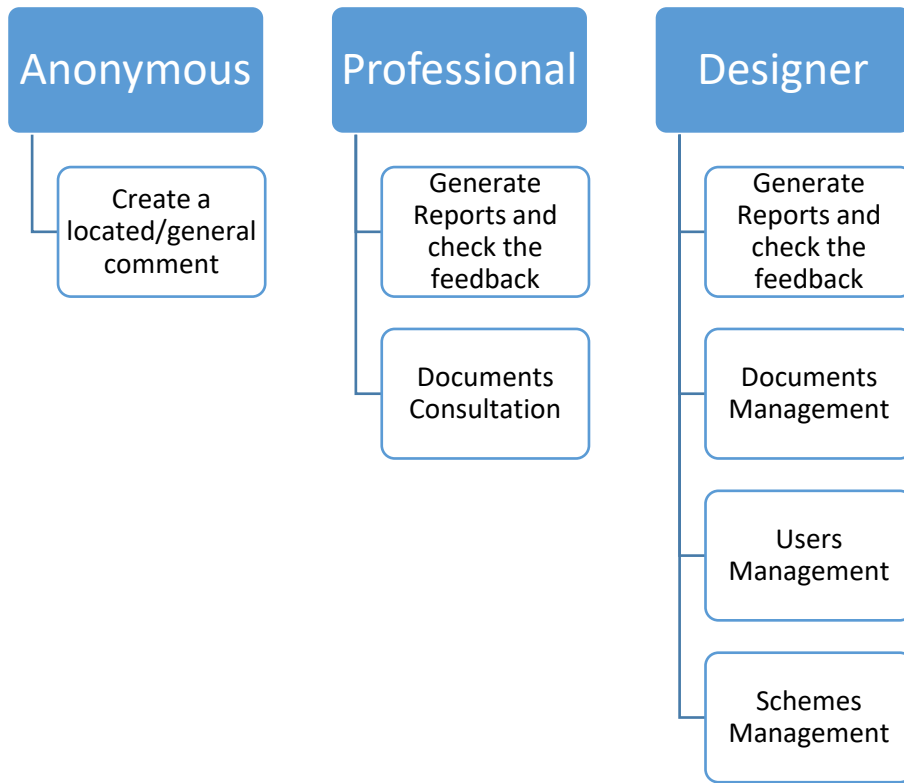 Anonymous
Create a
located/general
comment
Professional
Generate
Reports and
check the
feedback
Documents
Consultation
Designer
Generate
Reports and
check the
feedback
Documents
Management
Users
Management
Schemes
Management